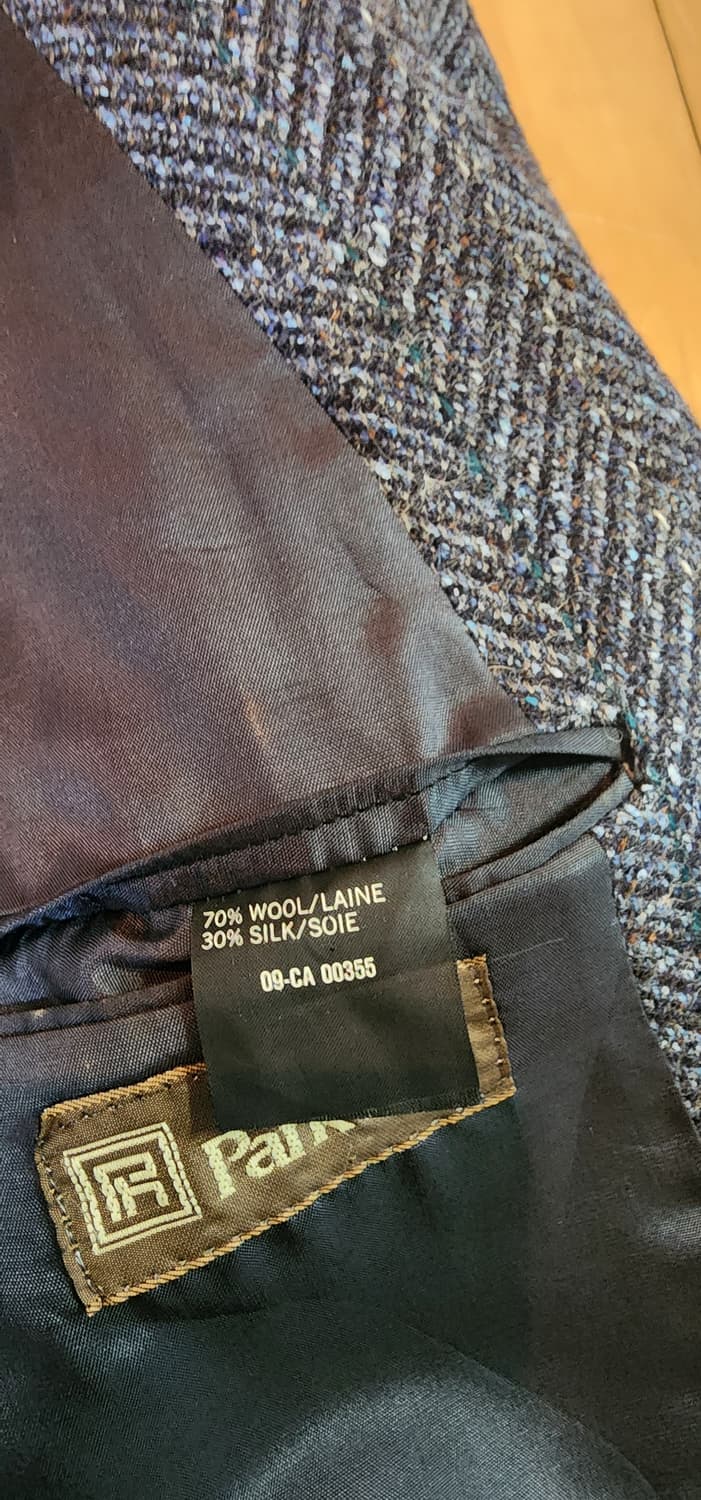 70% WOOL/LAINE
30% SILK/SOIE
09-CA 00355